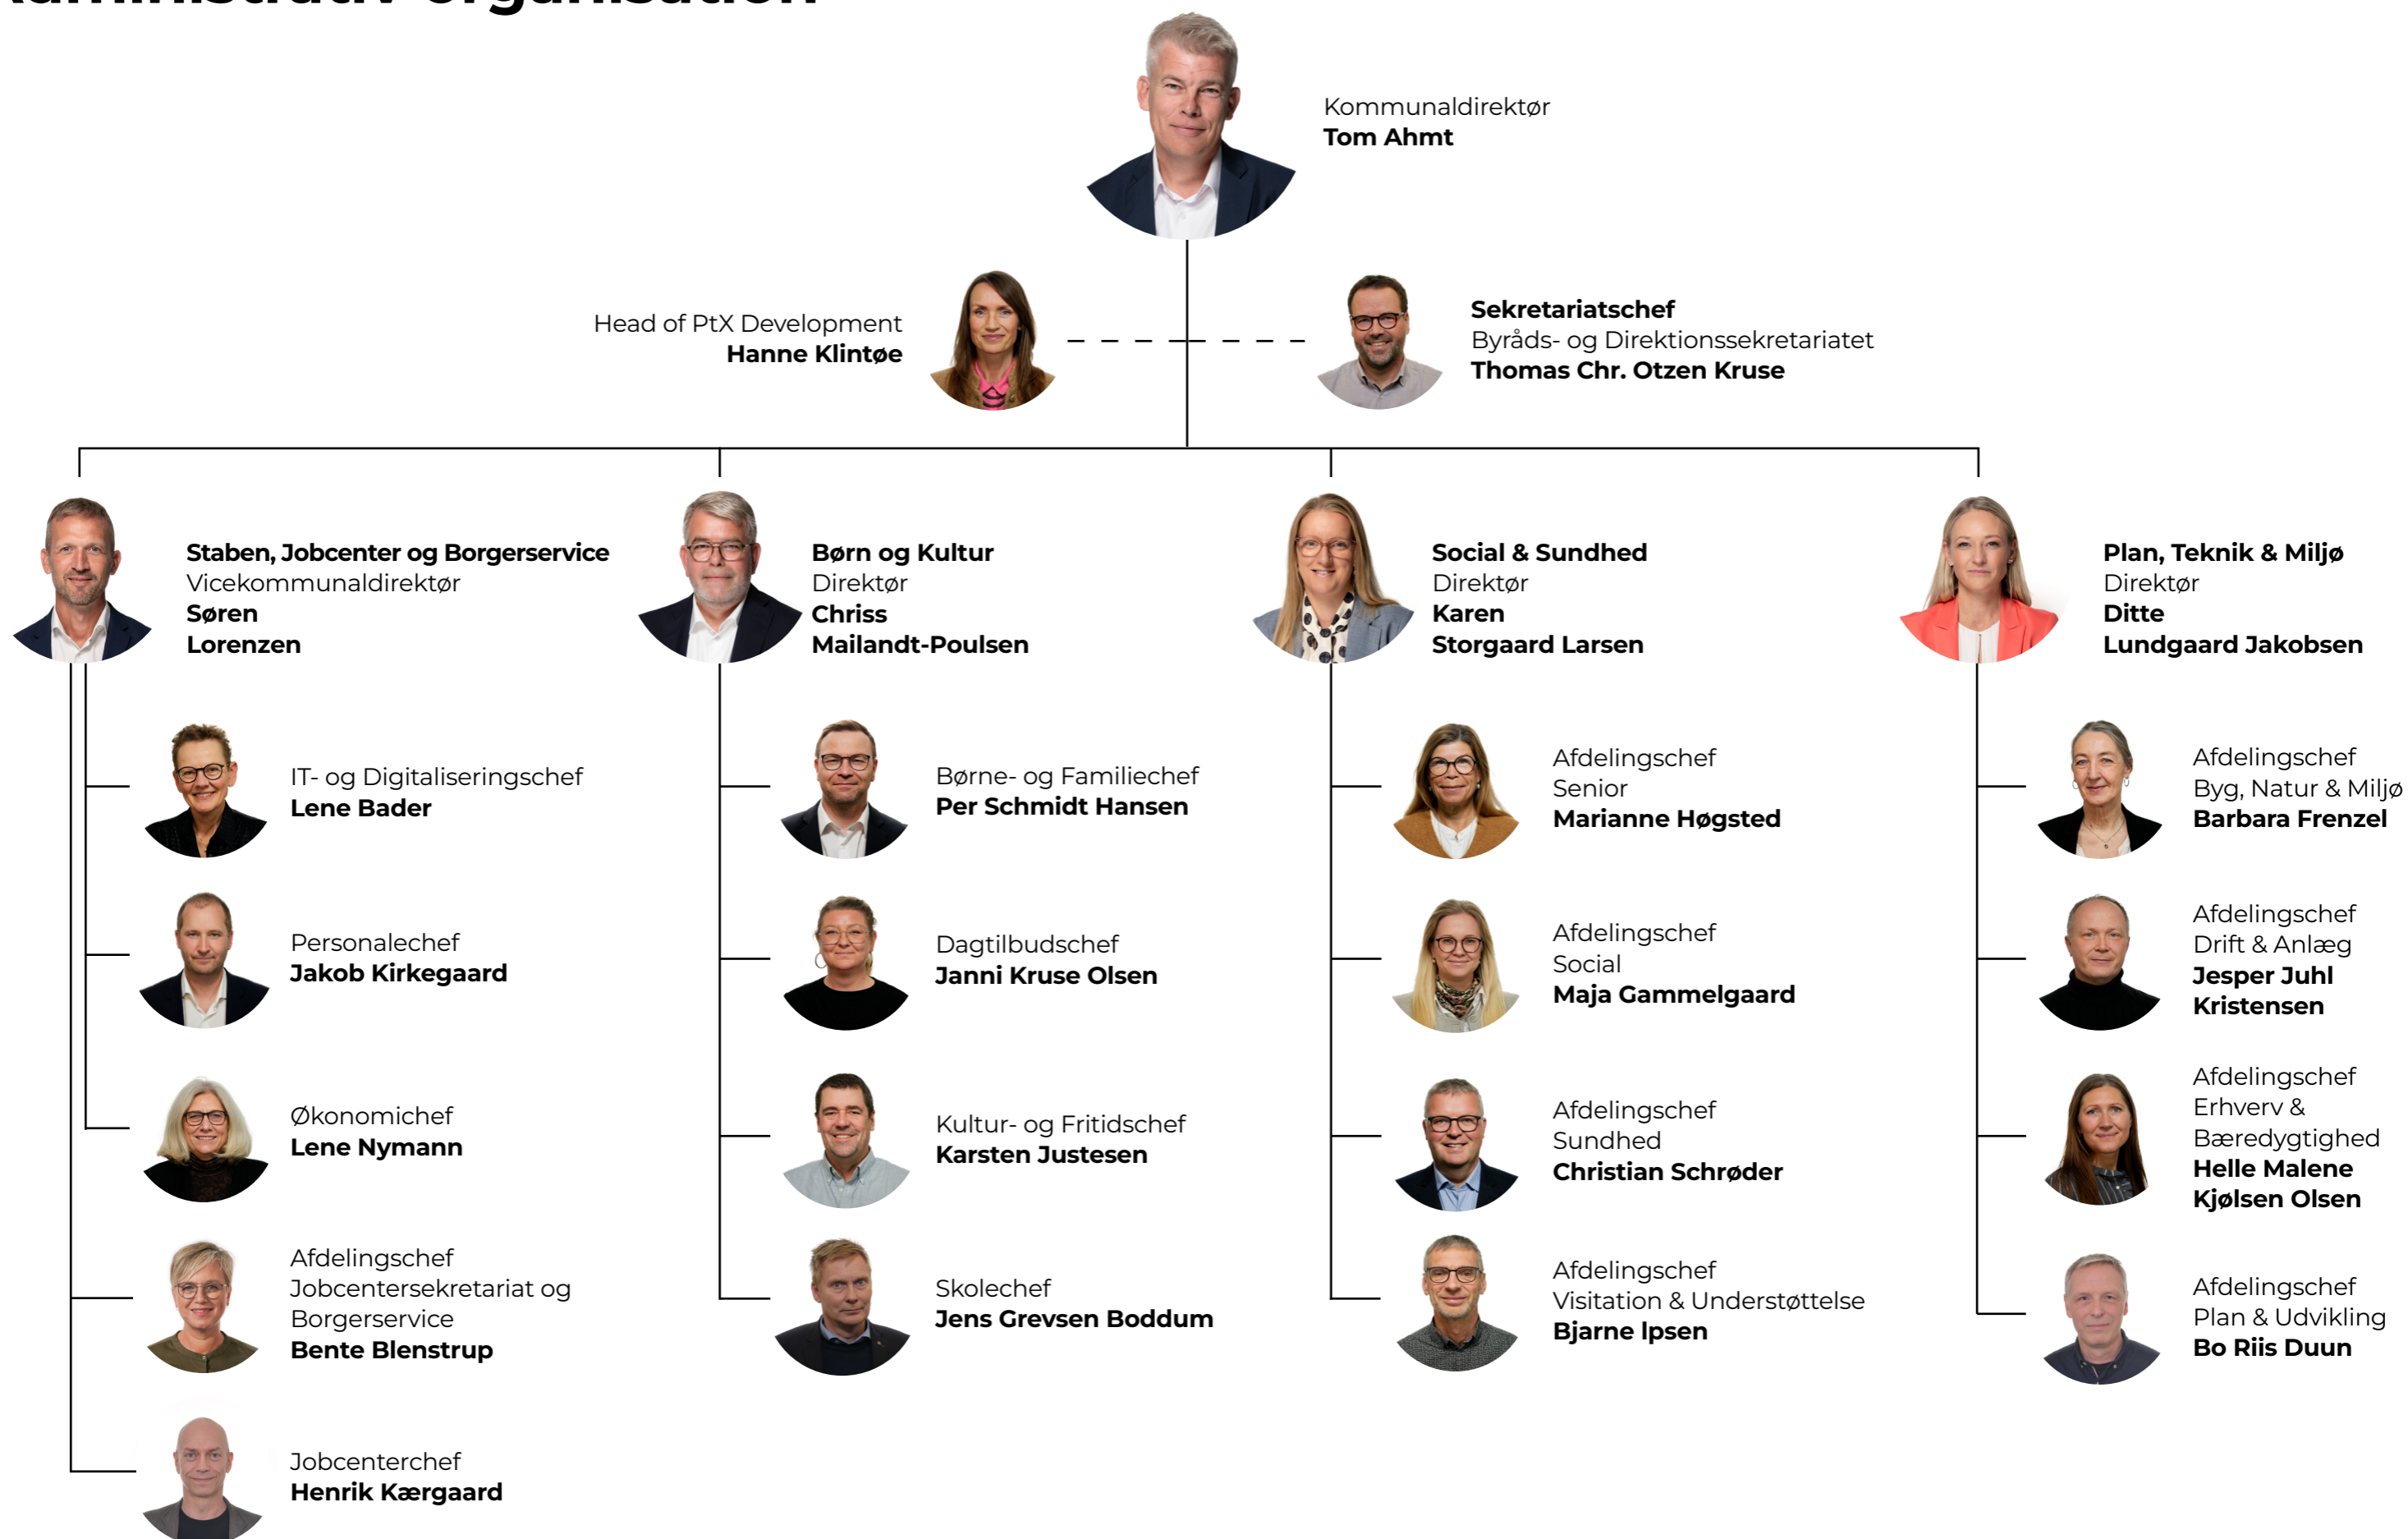 administrativ organisation
Kommunaldirektør
Tom Ahmt
Head of PtX Development
Hanne Klintøe
Sekretariatschef
Byråds- og Direktionssekretariatet
Thomas Chr. Otzen Kruse
Staben, Jobcenter og Borgerservice
Vicekommunaldirektør
Søren
Lorenzen
Børn og Kultur
Direktør
Chriss
Mailandt-Poulsen
Social & Sundhed
Direktør
Karen
Storgaard Larsen
Plan, Teknik & Miljø
Direktør
Ditte
Lundgaard Jakobsen
IT- og Digitaliseringschef
Lene Bader
Personalechef
Jakob Kirkegaard
Økonomichef
Lene Nymann
Afdelingschef
Jobcentersekretariat og
Borgerservice
Bente Blenstrup
Jobcenterchef
Henrik Kærgaard
Børne- og Familiechef
Per Schmidt Hansen
Dagtilbudschef
Janni Kruse Olsen
Kultur- og Fritidschef
Karsten Justesen
Skolechef
Jens Grevsen Boddum
Afdelingschef
Senior
Marianne Høgsted
Afdelingschef
Social
Maja Gammelgaard
Afdelingschef
Sundhed
Christian Schrøder
Afdelingschef
Visitation & Understøttelse
Bjarne Ipsen
Afdelingschef
Byg, Natur & Miljø
Barbara Frenzel
Afdelingschef
Drift & Anlæg
Jesper Juhl
Kristensen
Afdelingschef
Erhverv &
Bæredygtighed
Helle Malene
Kjølsen Olsen
Afdelingschef
Plan & Udvikling
Bo Riis Duun